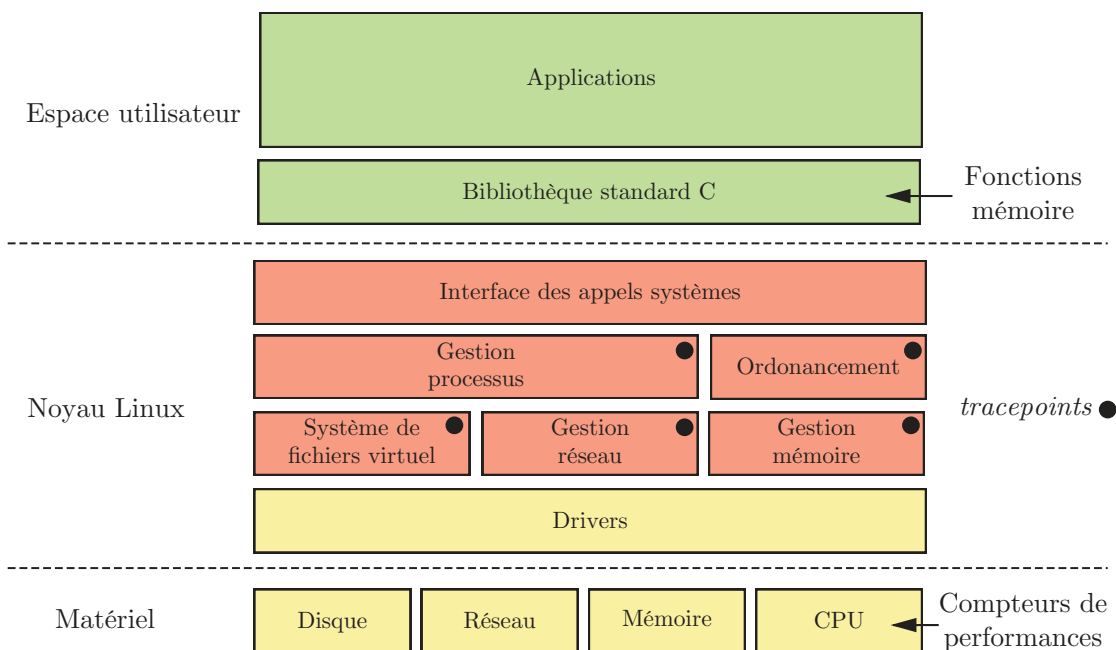 Applications
Espace utilisateur
Bibliothèque standard C
Fonctions
mémoire
Interface des appels systèmes
Gestion
processus
Ordonancement
Noyau Linux
tracepoints
Système de
fichiers virtuel
Gestion
réseau
Gestion
mémoire
Drivers
Matériel
Disque
Réseau
Mémoire
CPU
Compteurs de
performances